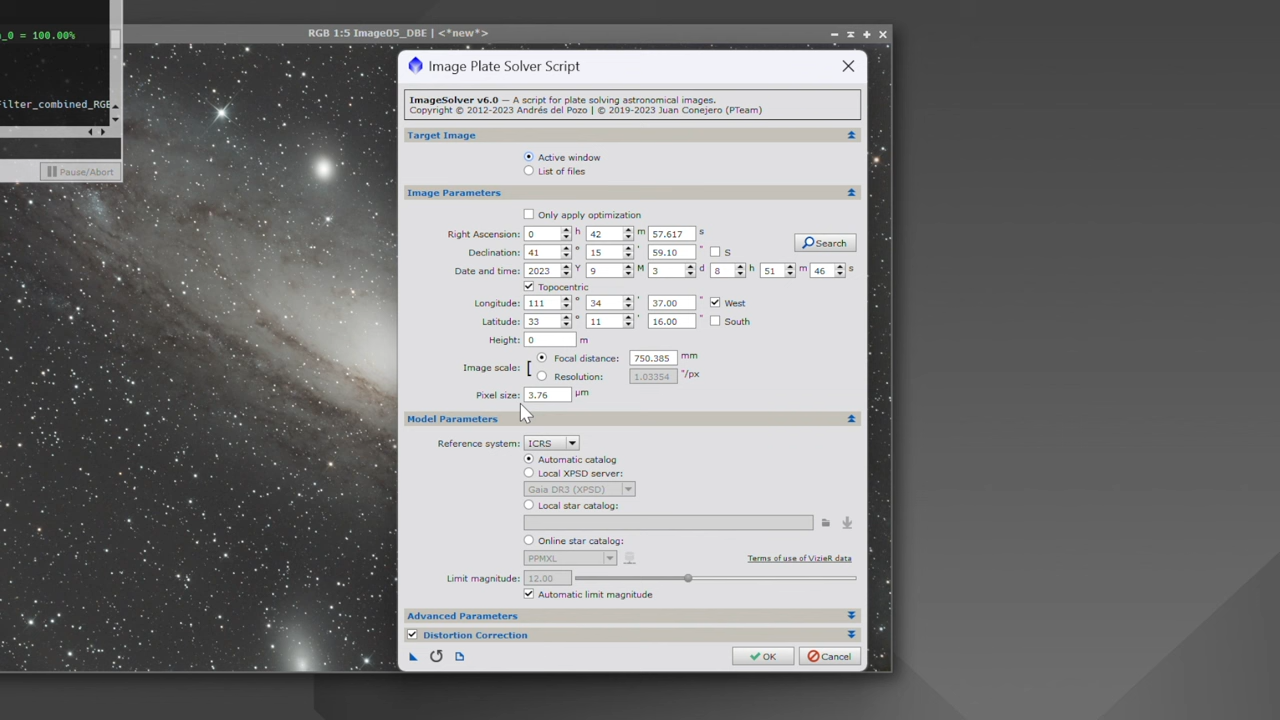 _0 = 100.00%
Filter_combined_RGB
Pause/Abort
RGB 1:5 Image05_DBE | <*new*>
Image Plate Solver Script
ImageSolver v6.0 — A script for plate solving astronomical images.
Copyright © 2012-2023 Andrés del Pozo | © 2019-2023 Juan Conejero (PTeam)
Target Image
Active window
List of files
Image Parameters
Only apply optimization
Right Ascension: 0 h 42 m 57.617 s
Search
Declination: 41 ° 15 ' 59.10 " S
Date and time: 2023 Y 9 M 3 d 8 h 51 m 46 s
Topocentric
Longitude: 111 ° 34 ' 37.00 " West
Latitude: 33 ° 11 ' 16.00 " South
Height: 0 m
Image scale: Focal distance: 750.385 mm
Resolution: 1.03354 "/px
Pixel size: 3.76 µm
Model Parameters
Reference system: ICRS
Automatic catalog
Local XPSD server:
Gaia DR3 (XPSD)
Local star catalog:
Online star catalog:
PPMXL
Terms of use of VizieR data
Limit magnitude: 12.00
Automatic limit magnitude
Advanced Parameters
Distortion Correction
OK Cancel